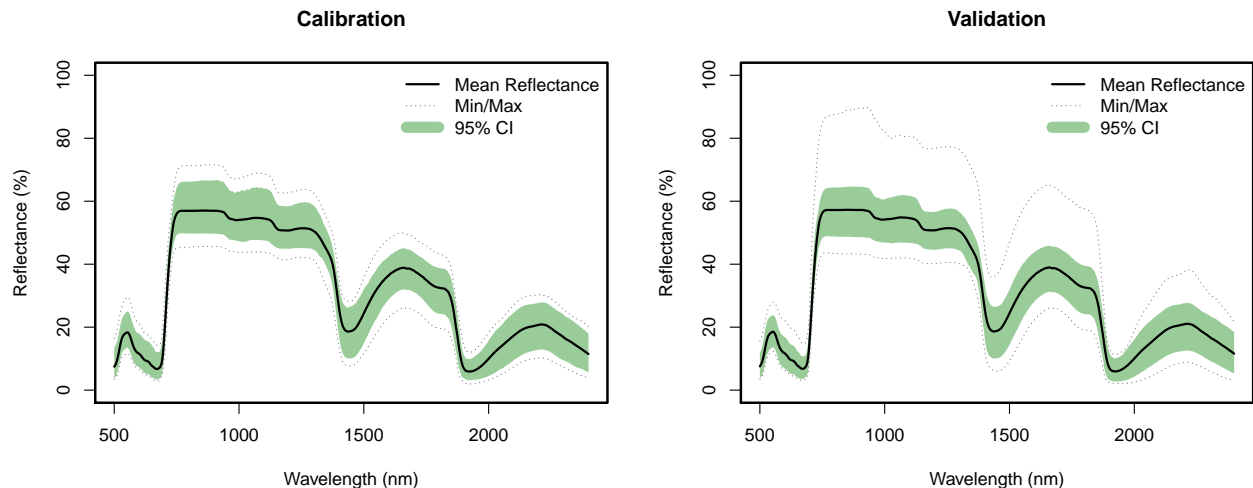 Calibration
Mean Reflectance
Min/Max
95% CI
Reflectance (%)
0
20
40
60
80
100
500
1000
1500
2000
Wavelength (nm)
Validation
Mean Reflectance
Min/Max
95% CI
Reflectance (%)
0
20
40
60
80
100
500
1000
1500
2000
Wavelength (nm)